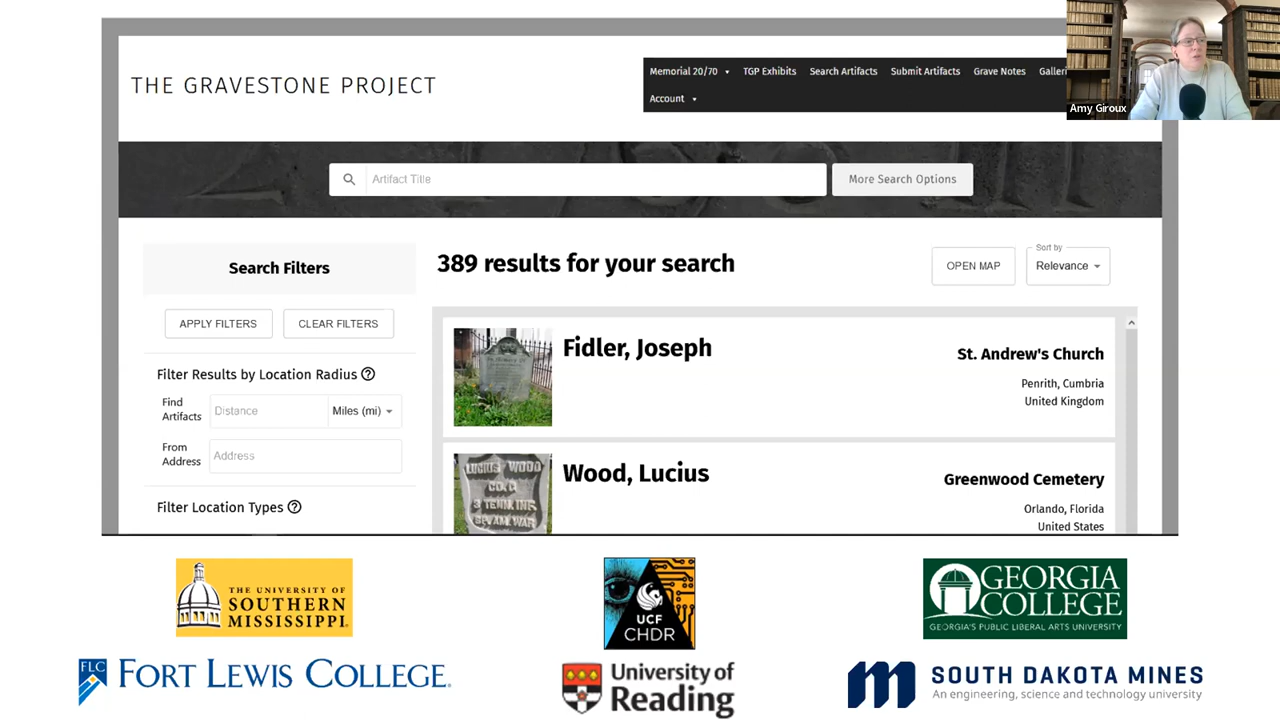 THE GRAVESTONE PROJECT
Memorial 20/70
TGP Exhibits
Search Artifacts
Submit Artifacts
Grave Notes
Account
Amy Giroux
Artifact Title
More Search Options
Search Filters
APPLY FILTERS
CLEAR FILTERS
Filter Results by Location Radius
Find
Artifacts
Distance
Miles (mi)
From
Address
Address
Filter Location Types
389 results for your search
OPEN MAP
Sort by
Relevance
Fidler, Joseph
St. Andrew's Church
Penrith, Cumbria
United Kingdom
LUCIUS WOOD
Wood, Lucius
Greenwood Cemetery
Orlando, Florida
United States
THE UNIVERSITY OF
SOUTHERN
MISSISSIPPI
UCF
CHDR
GEORGIA
COLLEGE
GEORGIA'S PUBLIC LIBERAL ARTS UNIVERSITY
FLC
FORT LEWIS COLLEGE
University of
Reading
SOUTH DAKOTA MINES
An engineering, science and technology university